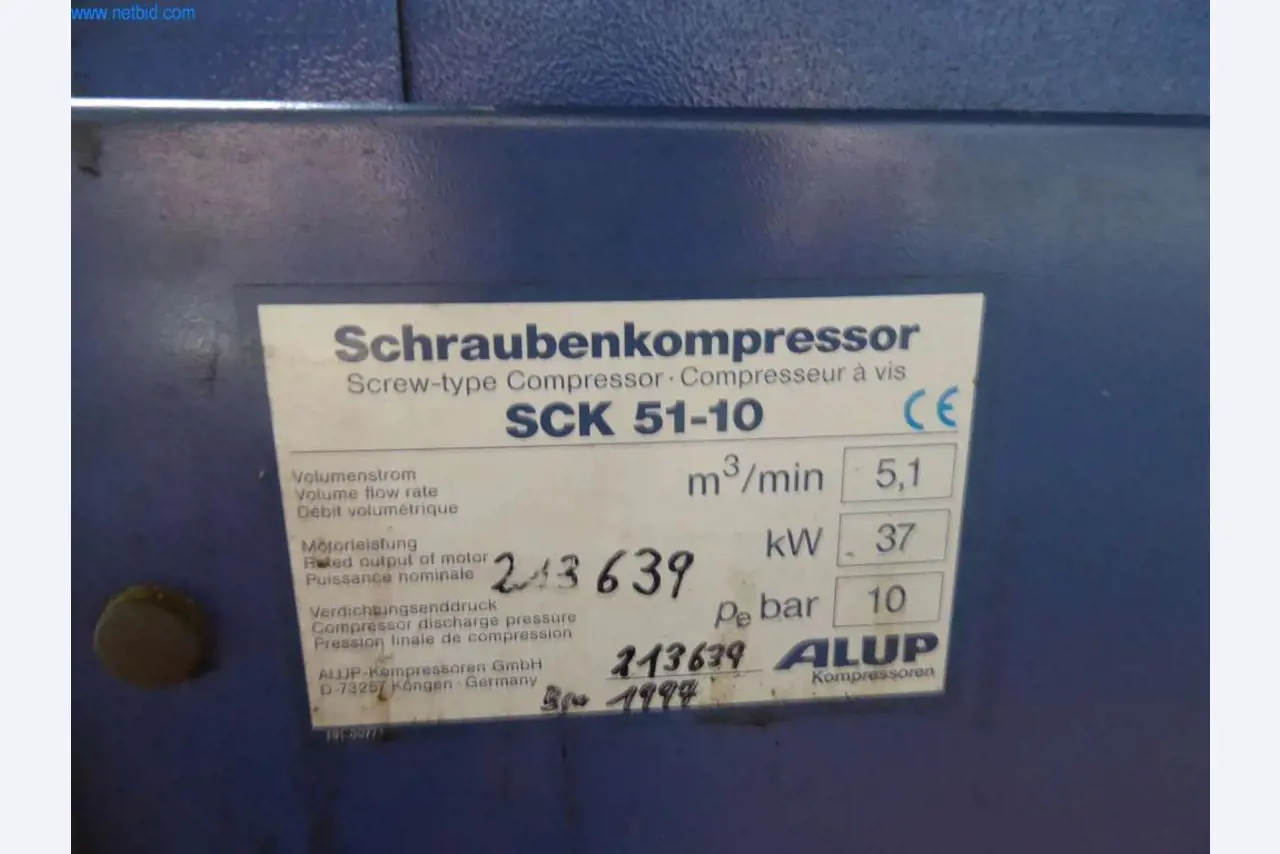 www.netbid.com
Schraubenkompressor
Screw-type Compressor · Compresseur à vis
SCK 51-10
CE
Volumenstrom
Volume flow rate
Débit volumétrique
m³/min 5,1
Motorleistung
Rated output of motor
Puissance nominale
kW 37
213639
Verdichtungsenddruck
Compressor discharge pressure
Pression finale de compression
pe bar 10
ALUP-Kompressoren GmbH
D-73257 Köngen · Germany
213639
1997
ALUP
Kompressoren